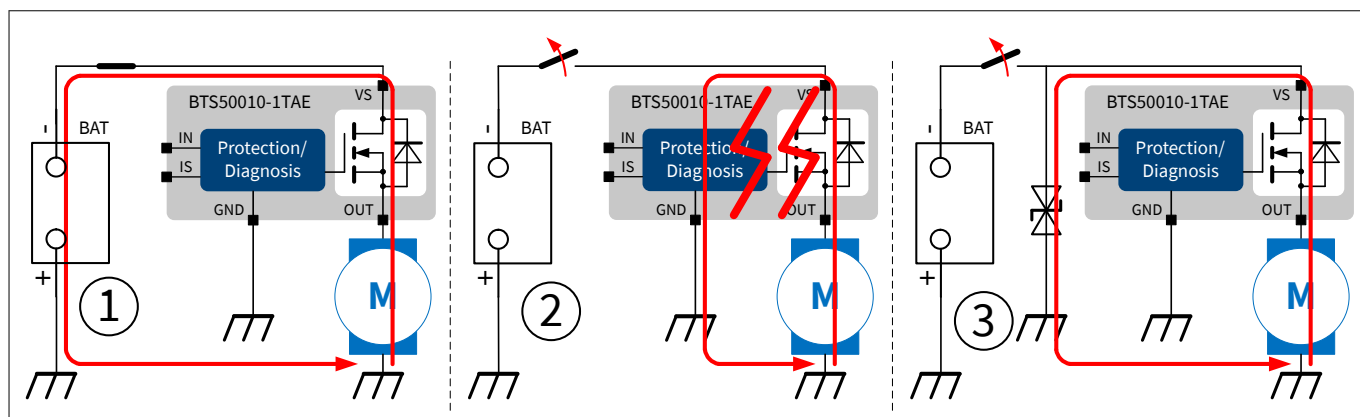 VS
BTS50010-1TAE
-
BAT
IN
IS
Protection/
Diagnosis
GND
OUT
+
1
M
VS
BTS50010-1TAE
-
BAT
IN
IS
Protection/
Diagnosis
GND
OUT
+
2
M
VS
BTS50010-1TAE
-
BAT
IN
IS
Protection/
Diagnosis
GND
OUT
+
3
M